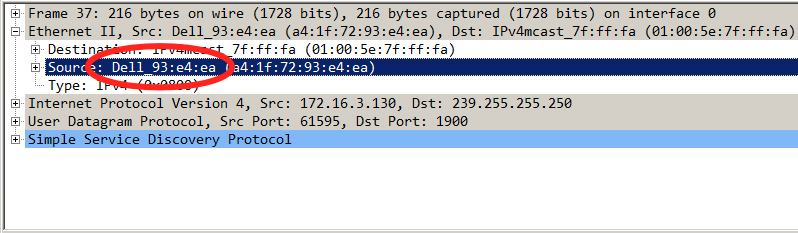 Frame 37: 216 bytes on wire (1728 bits), 216 bytes captured (1728 bits) on interface 0
Ethernet II, Src: Dell_93:e4:ea (a4:1f:72:93:e4:ea), Dst: IPv4mcast_7f:ff:fa (01:00:5e:7f:ff:fa)
Destination: IPv4mcast_7f:ff:fa (01:00:5e:7f:ff:fa)
Source: Dell_93:e4:ea (a4:1f:72:93:e4:ea)
Type: IPv4 (0x0800)
Internet Protocol Version 4, Src: 172.16.3.130, Dst: 239.255.255.250
User Datagram Protocol, Src Port: 61595, Dst Port: 1900
Simple Service Discovery Protocol